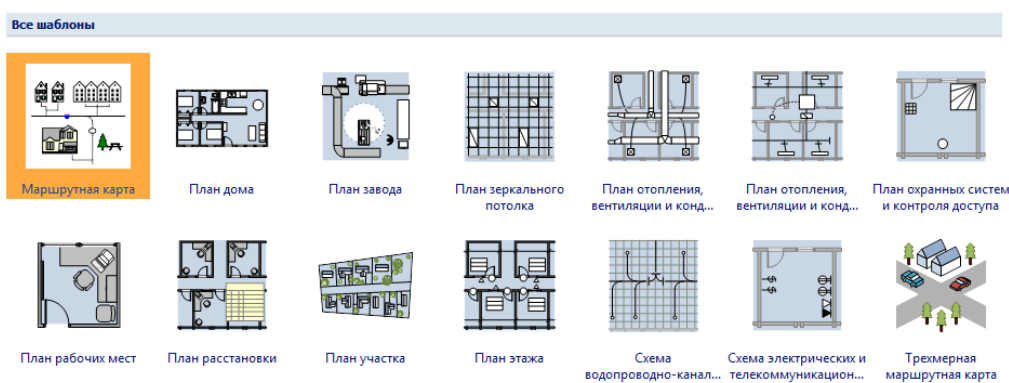 Все шаблоны
Маршрутная карта
План дома
План завода
План зеркального
потолка
План отопления,
вентиляции и конд...
План отопления,
вентиляции и конд...
План охранных систем
и контроля доступа
План рабочих мест
План расстановки
План участка
План этажа
Схема
водопроводно-канал...
Схема электрических и
телекоммуникацион...
Трехмерная
маршрутная карта